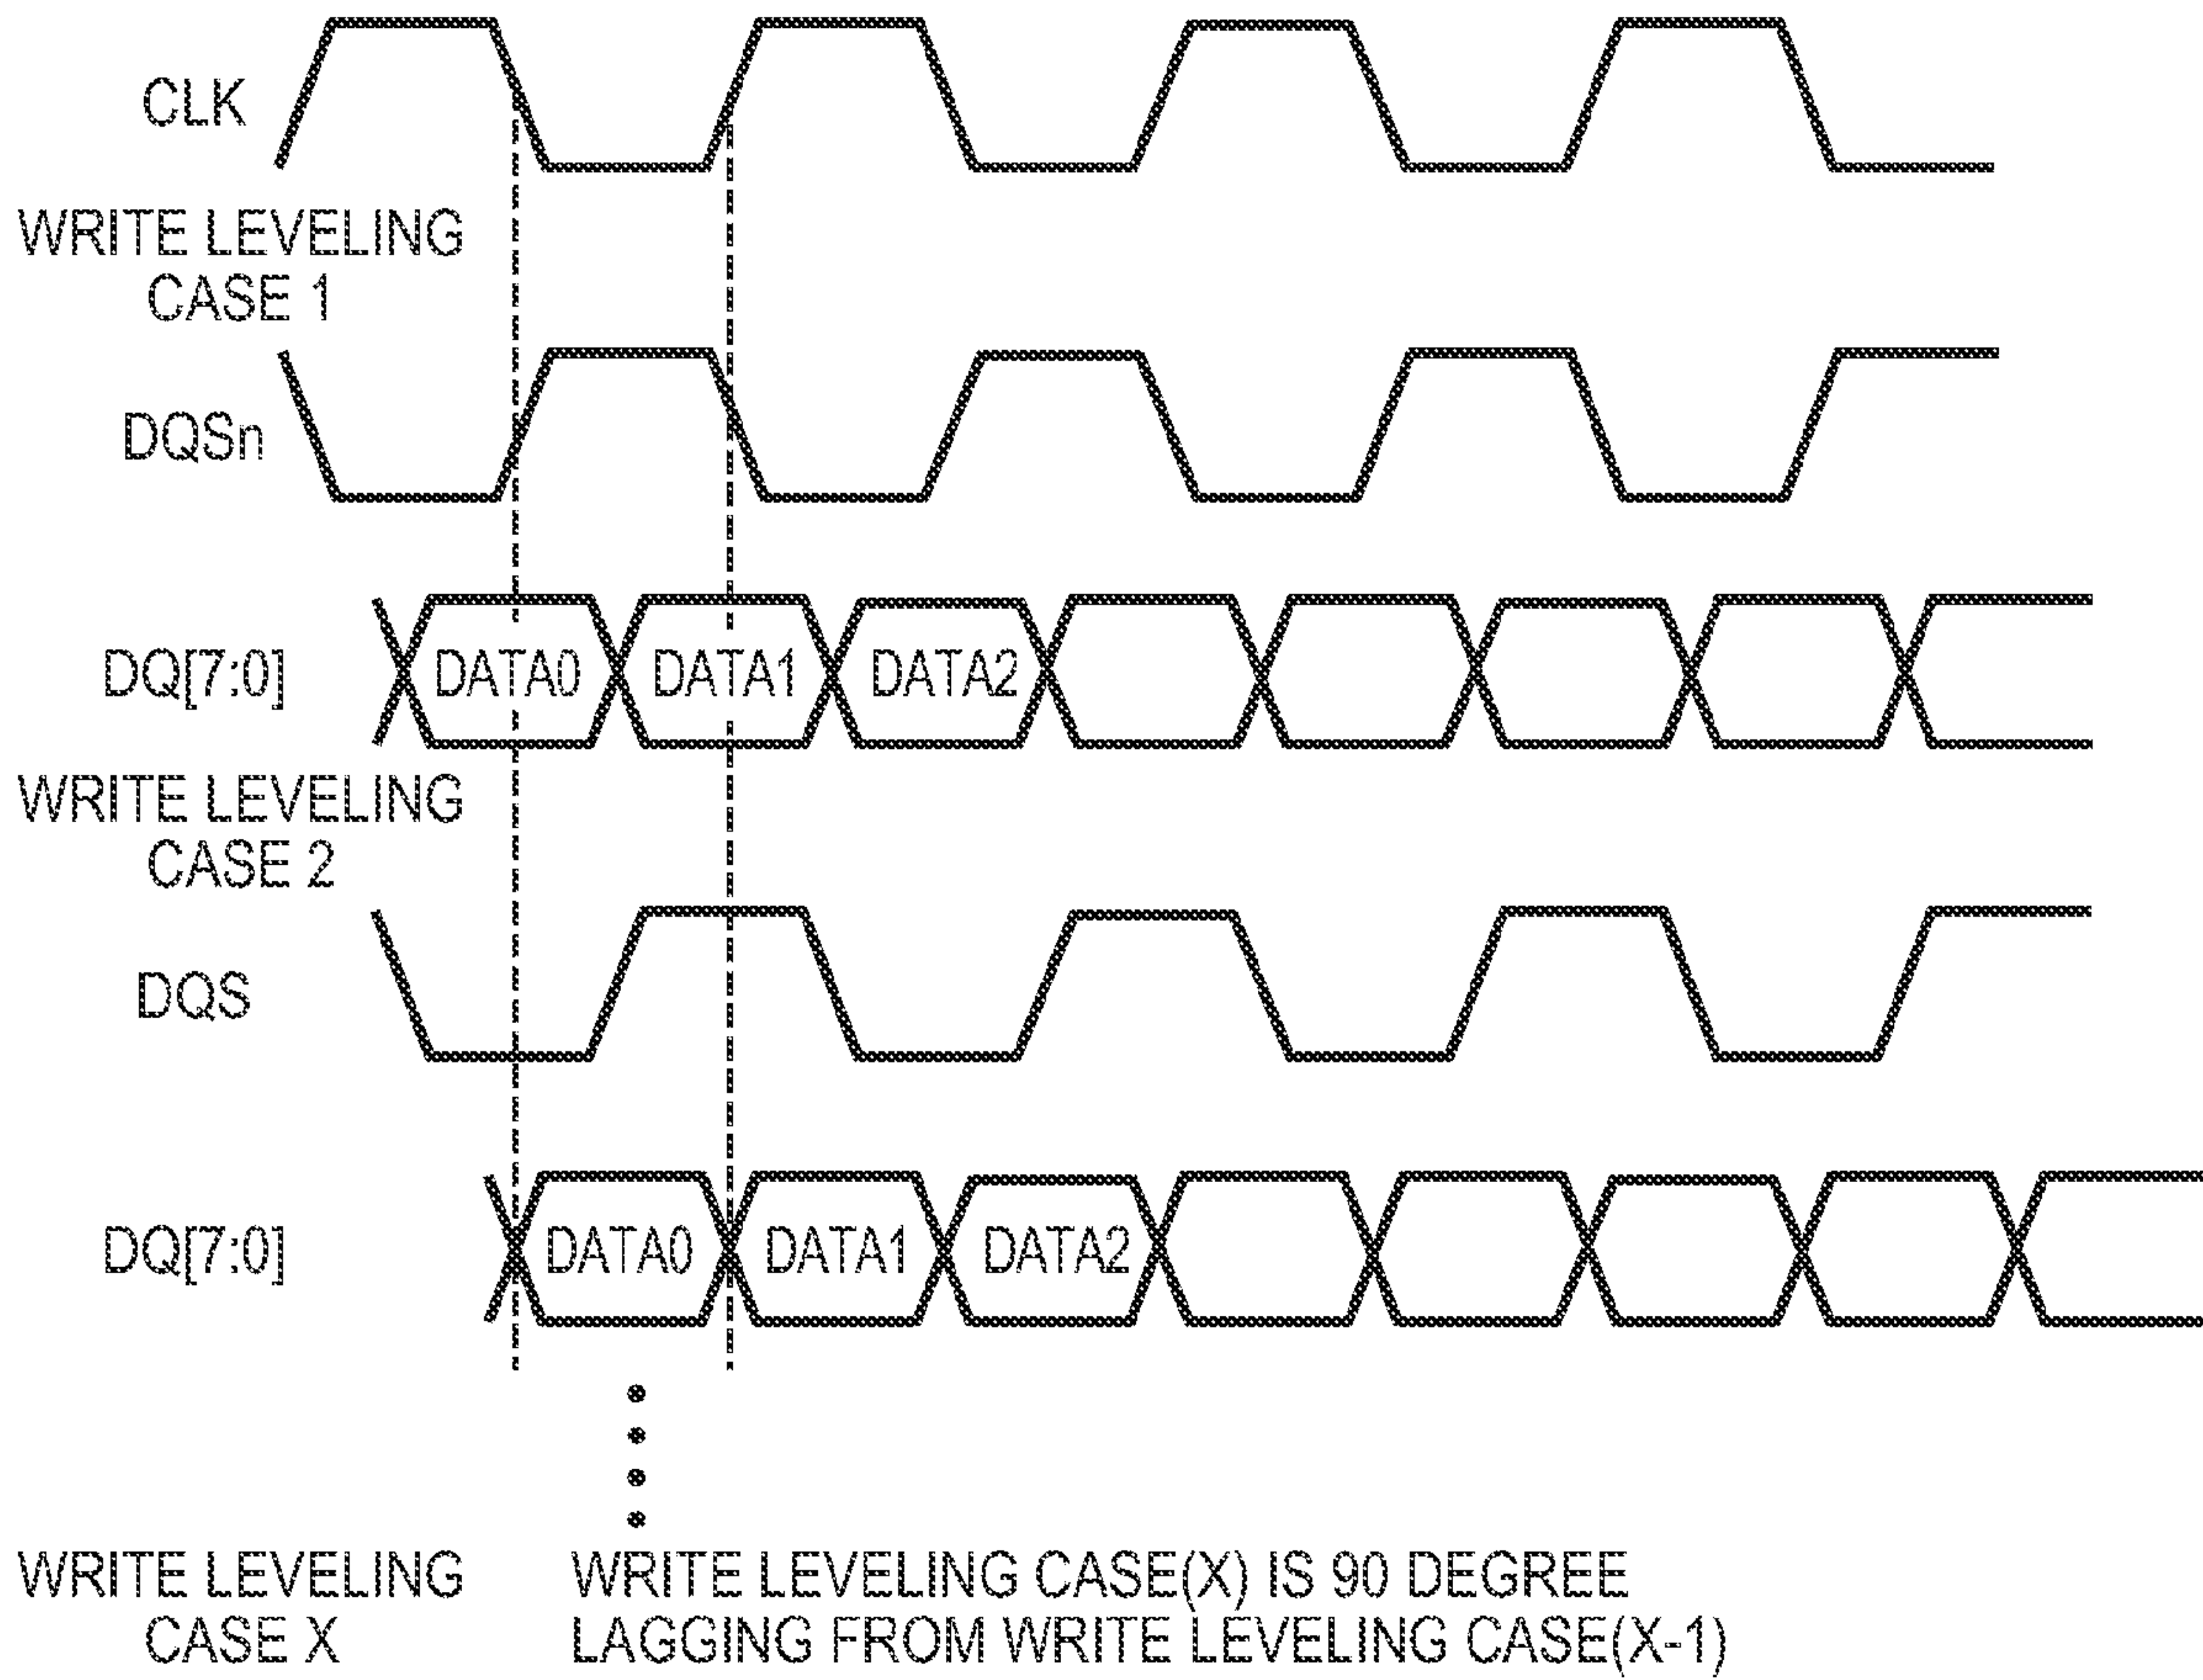 CLK
WRITE LEVELING
CASE 1
DQSn
DQ[7:0]
DATA0
DATA1
DATA2
WRITE LEVELING
CASE 2
DQS
DQ[7:0]
DATA0
DATA1
DATA2
WRITE LEVELING
CASE X
WRITE LEVELING CASE(X) IS 90 DEGREE
LAGGING FROM WRITE LEVELING CASE(X-1)